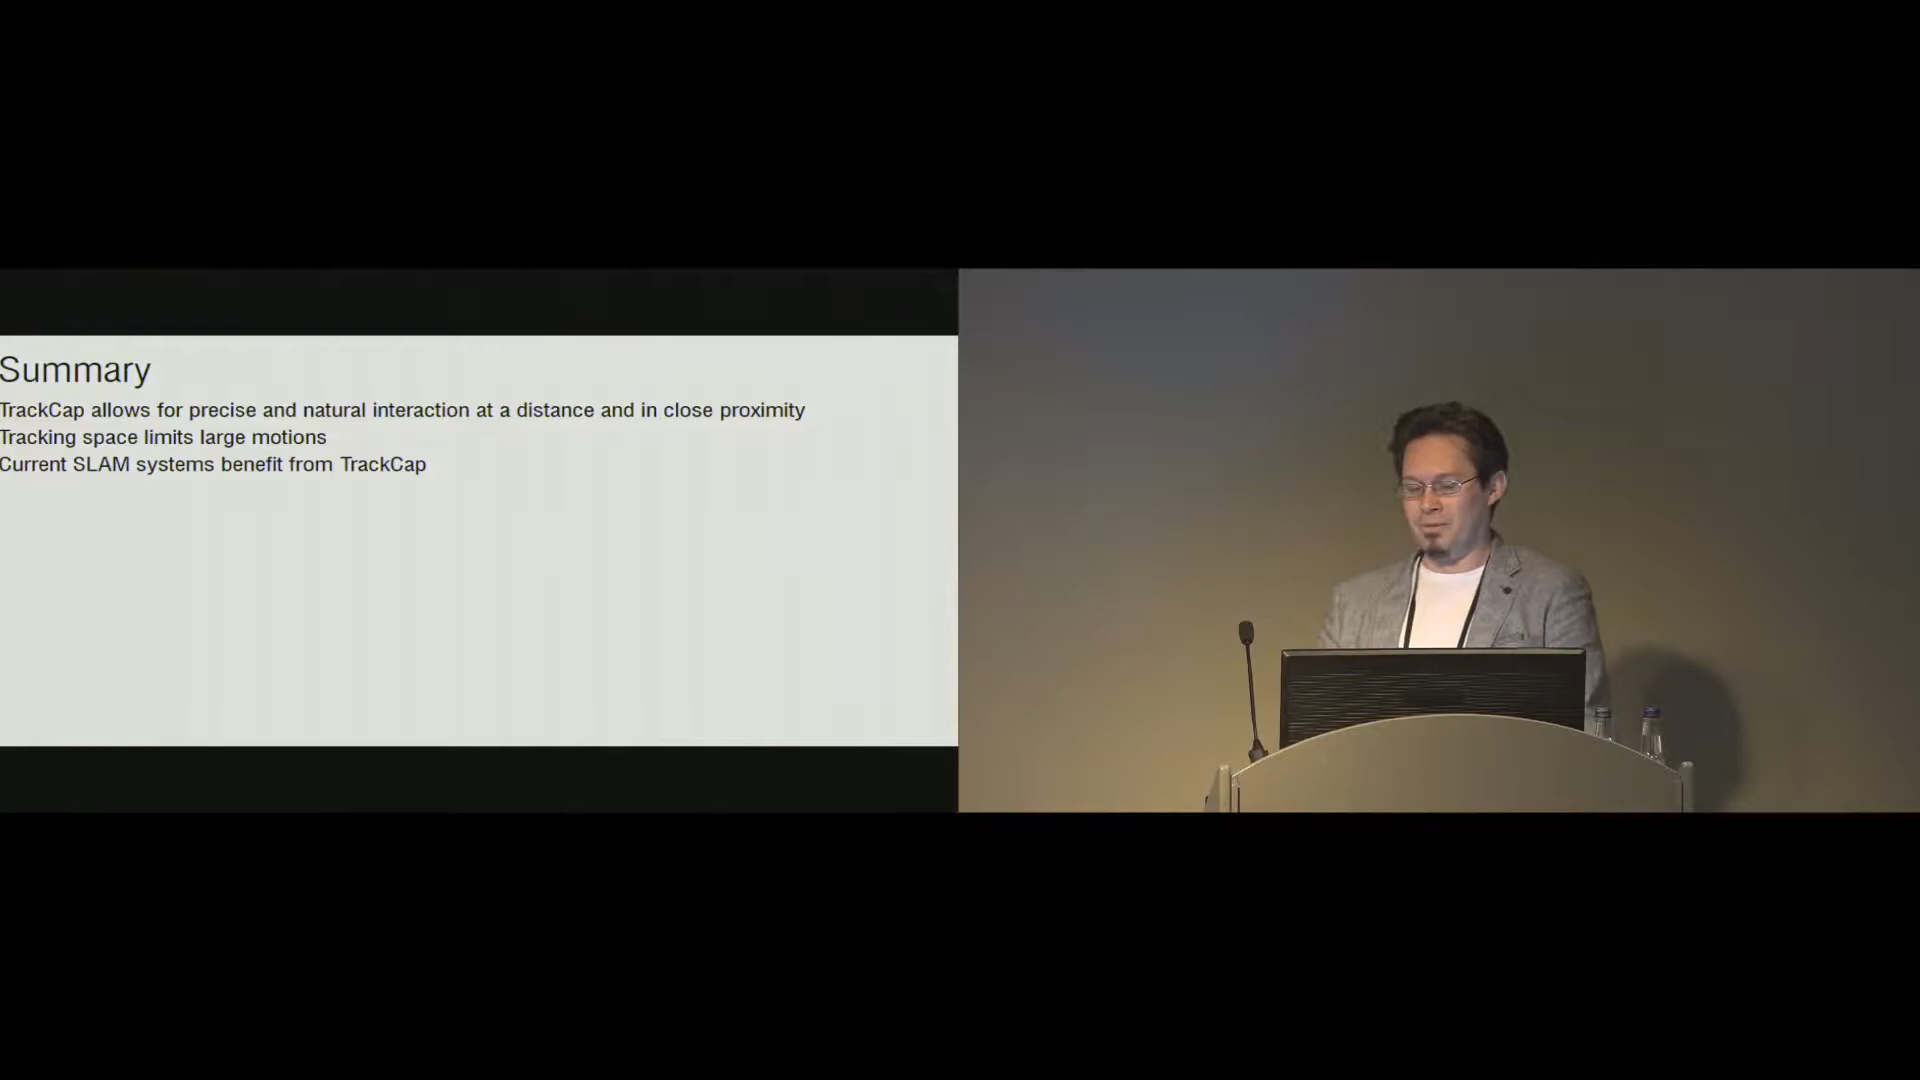 Summary
TrackCap allows for precise and natural interaction at a distance and in close proximity
Tracking space limits large motions
Current SLAM systems benefit from TrackCap